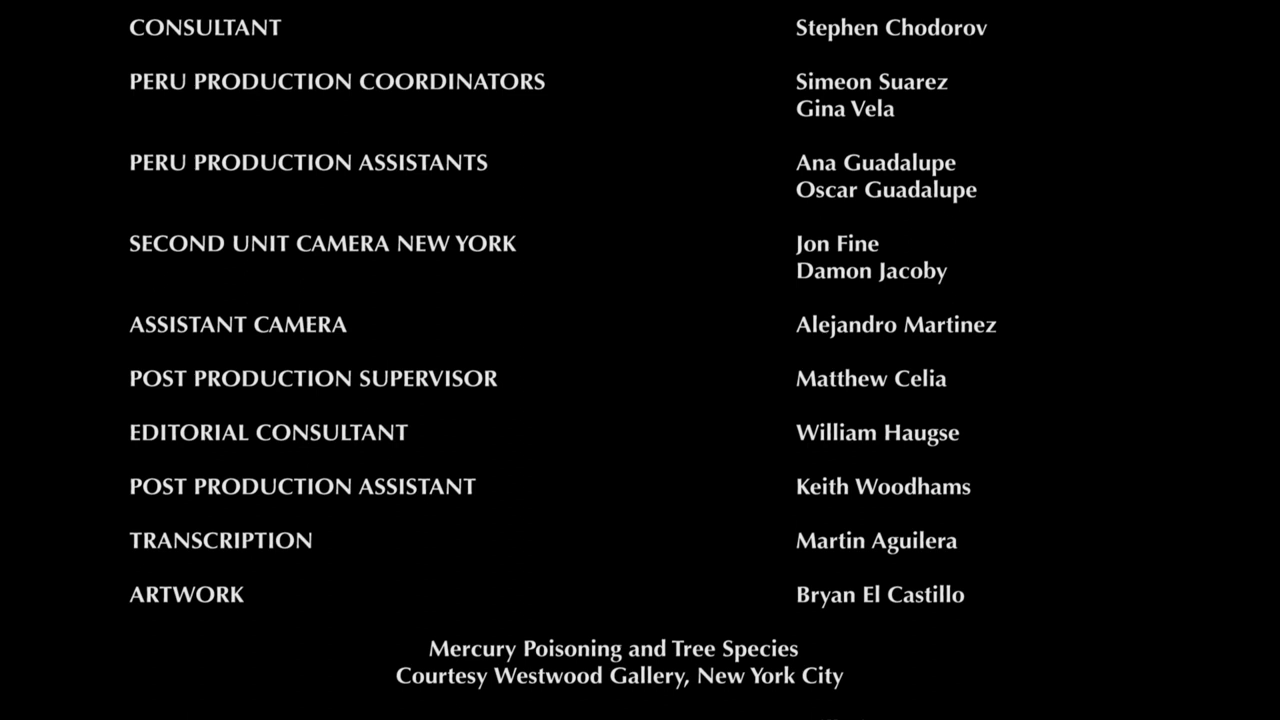 CONSULTANT Stephen Chodorov
PERU PRODUCTION COORDINATORS Simeon Suarez
Gina Vela
PERU PRODUCTION ASSISTANTS Ana Guadalupe
Oscar Guadalupe
SECOND UNIT CAMERA NEW YORK Jon Fine
Damon Jacoby
ASSISTANT CAMERA Alejandro Martinez
POST PRODUCTION SUPERVISOR Matthew Celia
EDITORIAL CONSULTANT William Haugse
POST PRODUCTION ASSISTANT Keith Woodhams
TRANSCRIPTION Martin Aguilera
ARTWORK Bryan El Castillo
Mercury Poisoning and Tree Species
Courtesy Westwood Gallery, New York City